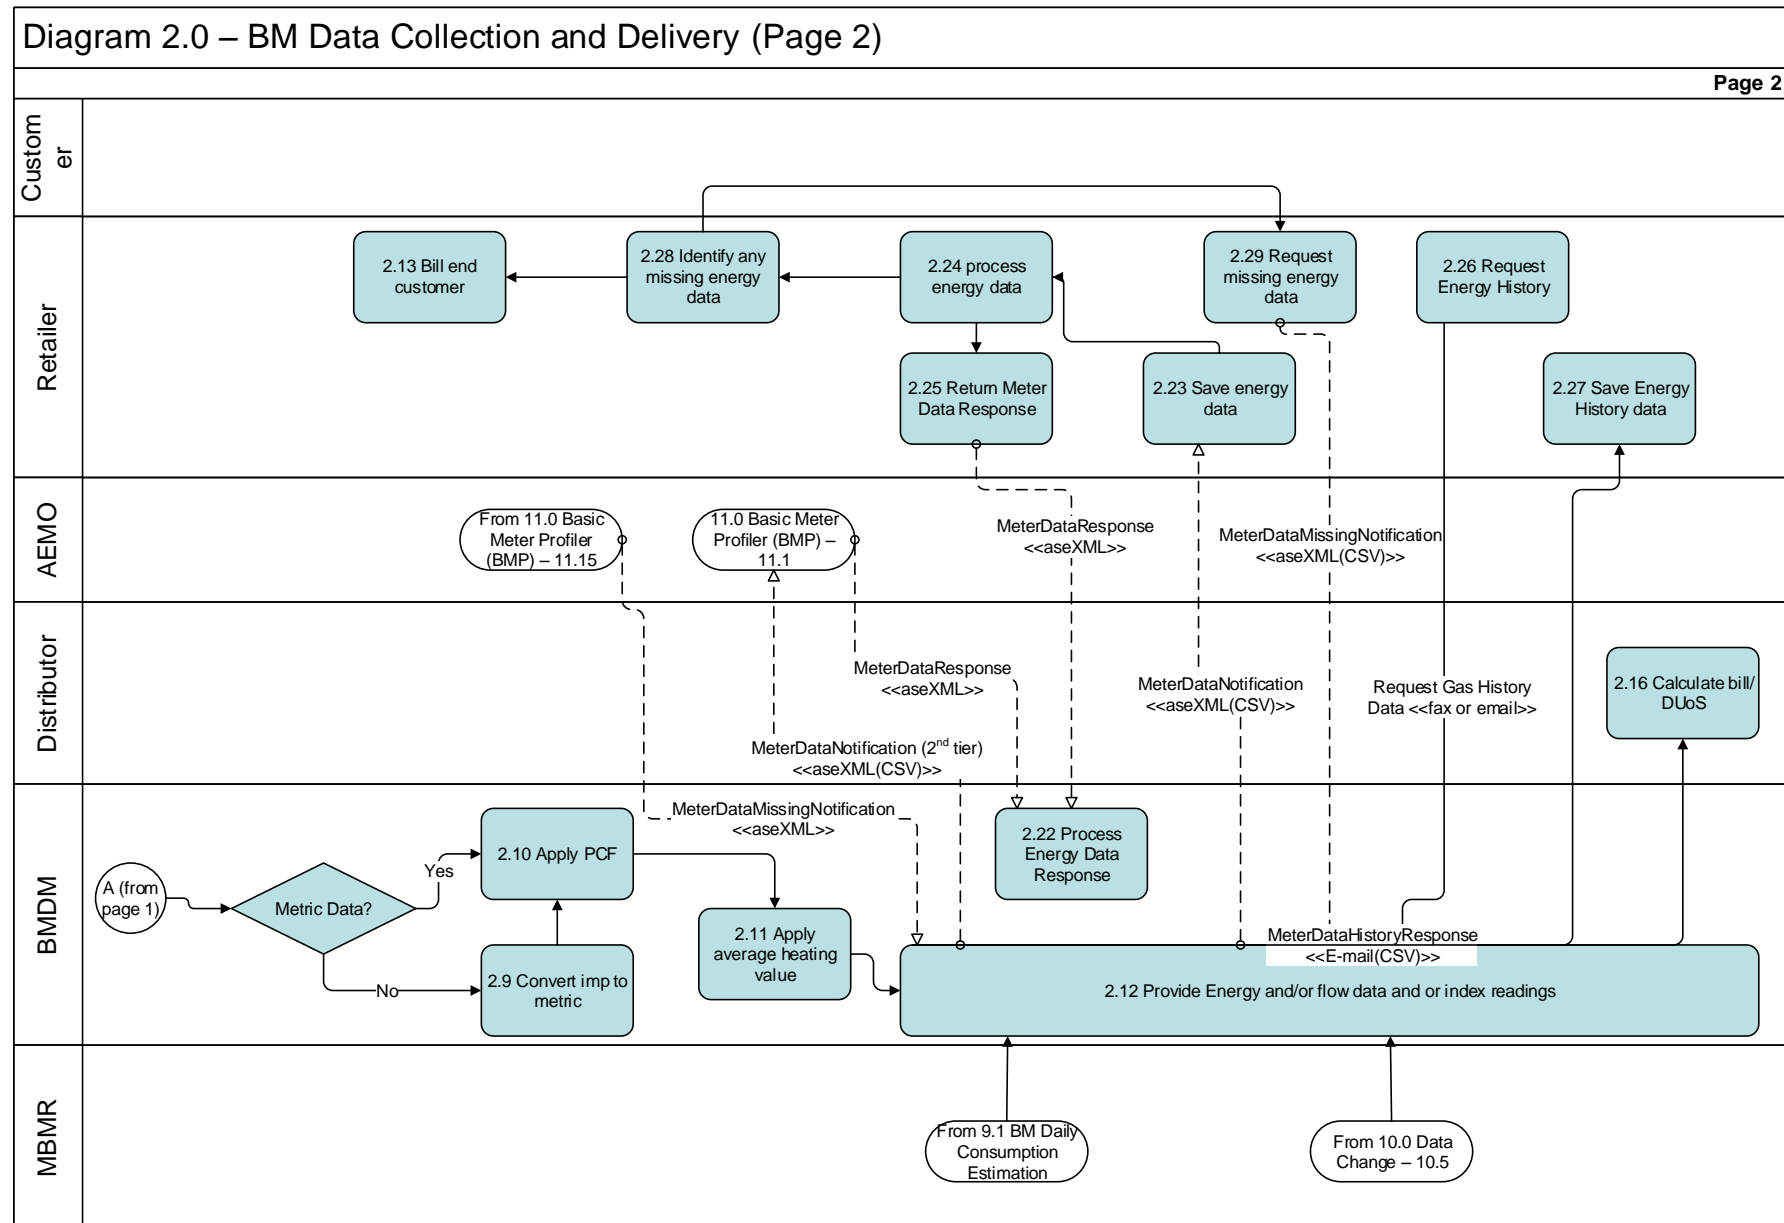 Diagram 2.0 – BM Data Collection and Delivery (Page 2)
Page 2
Custom
er
2.13 Bill end
customer
2.28 Identify any
missing energy
data
2.24 process
energy data
2.29 Request
missing energy
data
2.26 Request
Energy History
Retailer
2.25 Return Meter
Data Response
2.23 Save energy
data
2.27 Save Energy
History data
AEMO
From 11.0 Basic
Meter Profiler
(BMP) – 11.15
11.0 Basic Meter
Profiler (BMP) –
11.1
MeterDataResponse
<<aseXML>>
MeterDataMissingNotification
<<aseXML(CSV)>>
Distributor
MeterDataResponse
<<aseXML>>
MeterDataNotification
<<aseXML(CSV)>>
Request Gas History
Data <<fax or email>>
2.16 Calculate bill/
DUoS
MeterDataNotification (2nd tier)
<<aseXML(CSV)>>
BMDM
MeterDataMissingNotification
<<aseXML>>
A (from
page 1)
Metric Data?
Yes
2.10 Apply PCF
2.22 Process
Energy Data
Response
No
2.9 Convert imp to
metric
2.11 Apply
average heating
value
MeterDataHistoryResponse
<<E-mail(CSV)>>
2.12 Provide Energy and/or flow data and or index readings
MBMR
From 9.1 BM Daily
Consumption
Estimation
From 10.0 Data
Change – 10.5